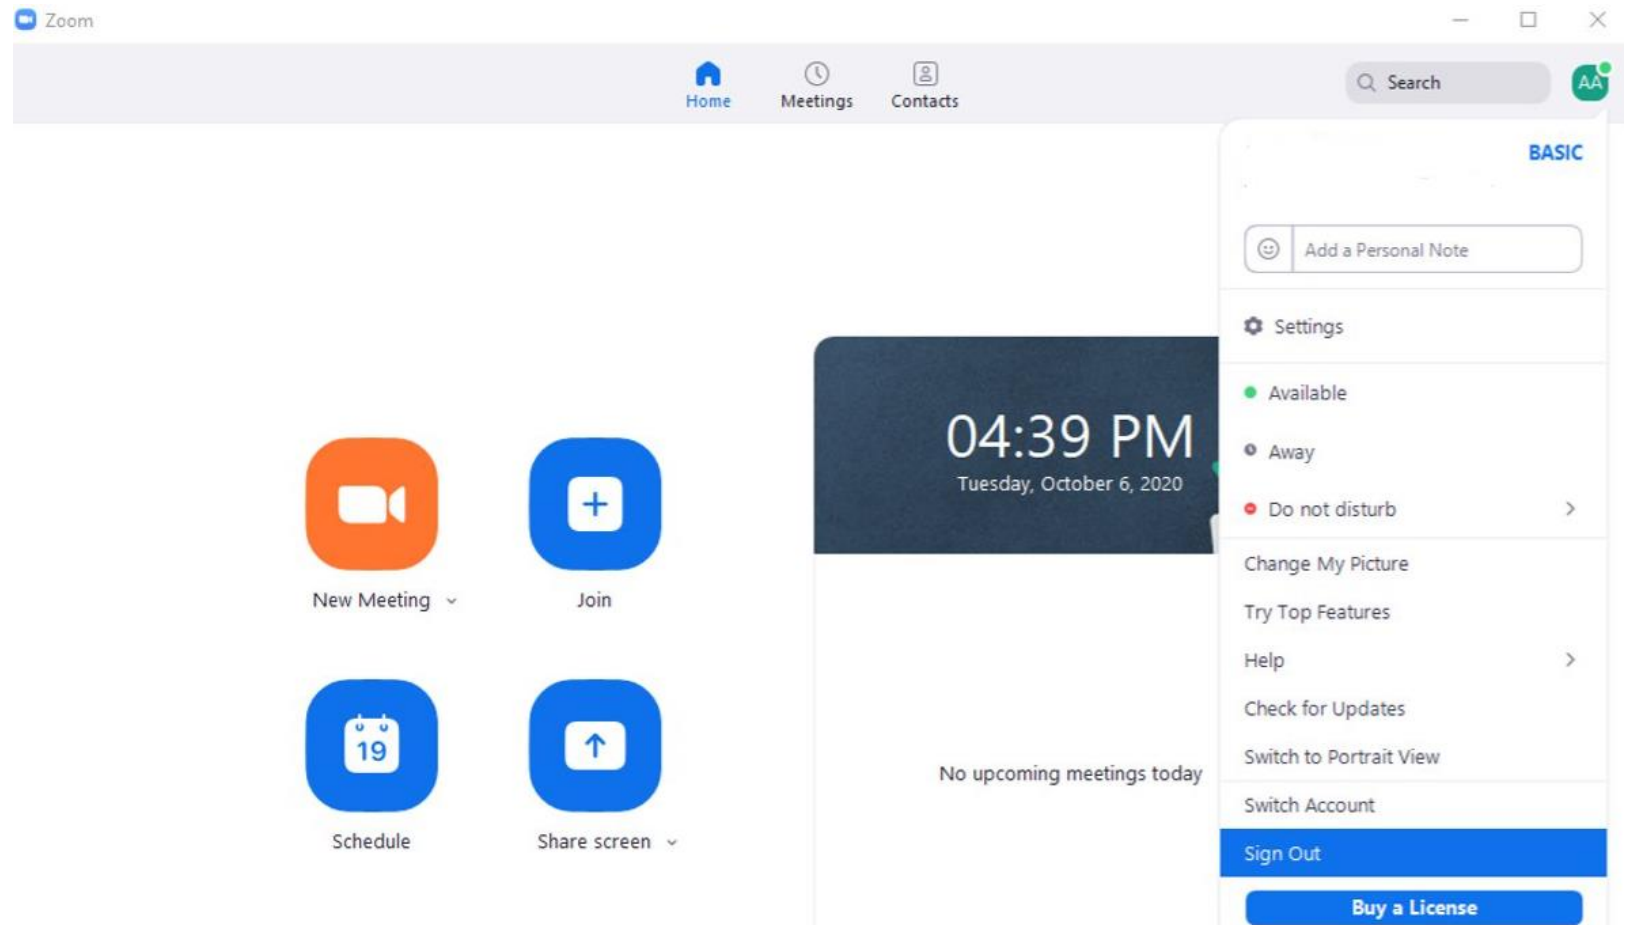 Zoom
Home
Meetings
Contacts
Search
AA
BASIC
Add a Personal Note
Settings
Available
Away
Do not disturb
Change My Picture
Try Top Features
Help
Check for Updates
Switch to Portrait View
Switch Account
Sign Out
Buy a License
04:39 PM
Tuesday, October 6, 2020
No upcoming meetings today
New Meeting
Join
19
Schedule
Share screen